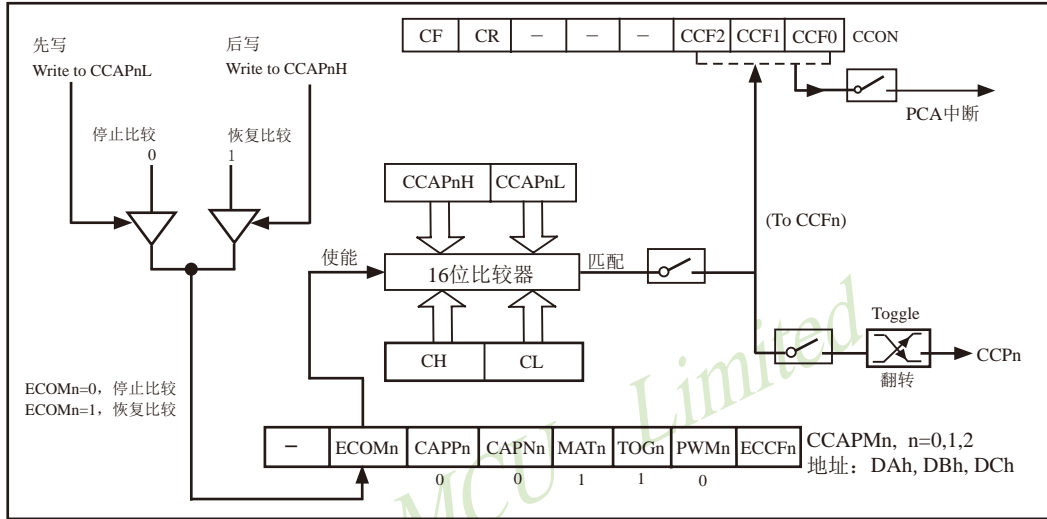 CF CR − − − CCF2 CCF1 CCF0 CCON
先写
Write to CCAPnL
后写
Write to CCAPnH
PCA中断
停止比较
0
恢复比较
1
CCAPnH CCAPnL
(To CCFn)
使能
16位比较器
匹配
Toggle
CH CL
CCPn
翻转
ECOMn=0，停止比较
ECOMn=1，恢复比较
− ECOMn CAPPn CAPNn MATn TOGn PWMn ECCFn
CCAPMn, n=0,1,2
地址：DAh, DBh, DCh
0 0 1 1 0
MCU Limited